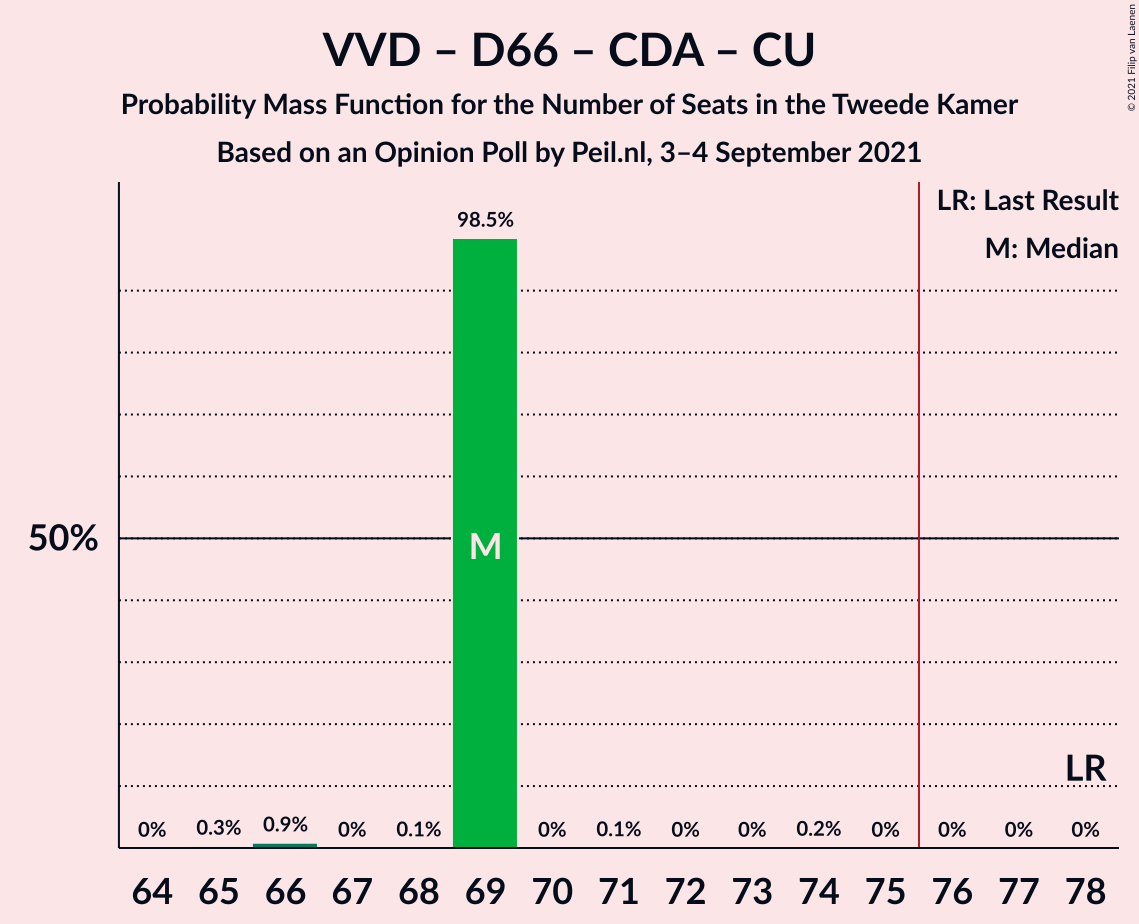 VVD – D66 – CDA – CU
Probability Mass Function for the Number of Seats in the Tweede Kamer
Based on an Opinion Poll by Peil.nl, 3–4 September 2021
© 2021 Filip van Laenen
LR: Last Result
M: Median
98.5%
50%
M
LR
0% 0.3% 0.9% 0% 0.1% 0% 0.1% 0% 0% 0.2% 0% 0% 0% 0%
64 65 66 67 68 69 70 71 72 73 74 75 76 77 78